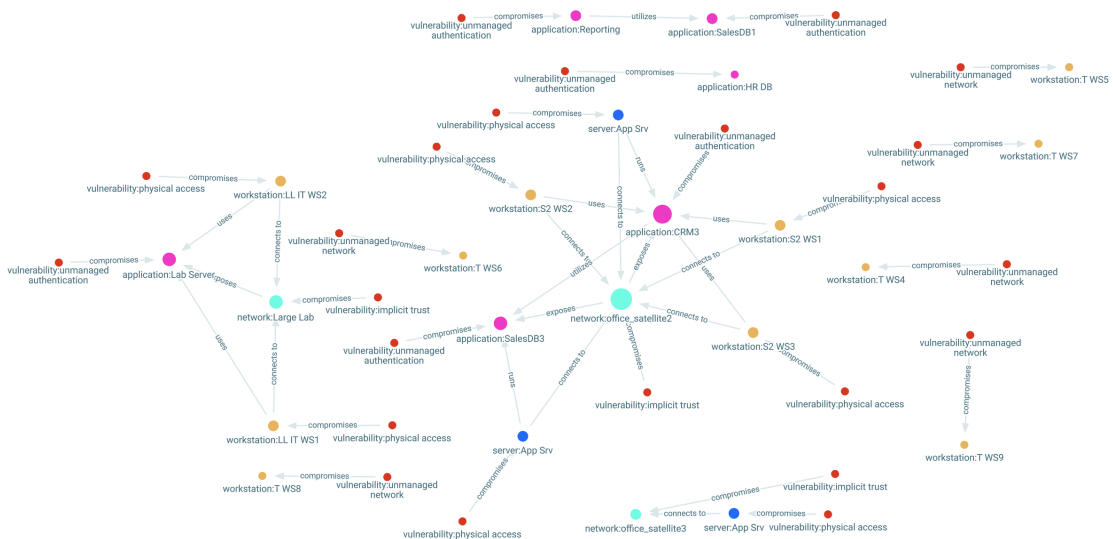 compromises
utilizes
compromises
vulnerability:unmanaged
authentication
application:Reporting
application:SalesDB1
vulnerability:unmanaged
authentication
compromises
vulnerability:unmanaged
authentication
application:HR DB
compromises
vulnerability:unmanaged
network
workstation:T WS5
compromises
vulnerability:physical access
server:App Srv
vulnerability:unmanaged
authentication
compromises
vulnerability:unmanaged
network
workstation:T WS7
vulnerability:physical access
compromises
runs
compromises
connects to
compromises
vulnerability:physical access
workstation:LL IT WS2
uses
connects to
workstation:S2 WS2
uses
connects to
application:CRM3
uses
workstation:S2 WS1
vulnerability:physical access
vulnerability:unmanaged
network
workstation:T WS6
compromises
vulnerability:unmanaged
authentication
application:Lab Server
utilizes
exposes
uses
connects to
workstation:T WS4
compromises
vulnerability:unmanaged
network
network:Large Lab
compromises
vulnerability:implicit trust
exposes
network:office_satellite2
connects to
workstation:S2 WS3
uses
connects to
compromises
vulnerability:unmanaged
authentication
application:SalesDB3
runs
connects to
compromises
vulnerability:implicit trust
vulnerability:physical access
vulnerability:unmanaged
network
compromises
workstation:T WS9
workstation:LL IT WS1
compromises
vulnerability:physical access
server:App Srv
compromises
vulnerability:physical access
workstation:T WS8
compromises
vulnerability:unmanaged
network
vulnerability:implicit trust
compromises
network:office_satellite3
connects to
server:App Srv
compromises
vulnerability:physical access